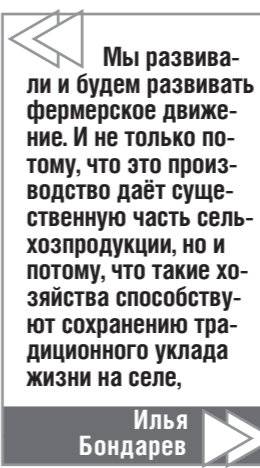 Мы развива-
ли и будем развивать
фермерское движе-
ние. И не только по-
тому, что это произ-
водство даёт суще-
ственную часть сель-
хозпродукции, но и
потому, что такие хо-
зяйства способству-
ют сохранению тра-
диционного уклада
жизни на селе,
Илья
Бондарев